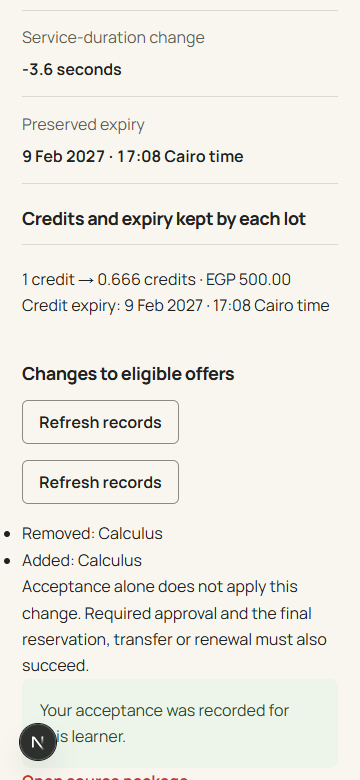 Service-duration change
-3.6 seconds
Preserved expiry
9 Feb 2027 · 17:08 Cairo time
Credits and expiry kept by each lot
1 credit → 0.666 credits · EGP 500.00
Credit expiry: 9 Feb 2027 · 17:08 Cairo time
Changes to eligible offers
Refresh records
Refresh records
Removed: Calculus
Added: Calculus
Acceptance alone does not apply this
change. Required approval and the final
reservation, transfer or renewal must also
succeed.
Your acceptance was recorded for
is learner.
N